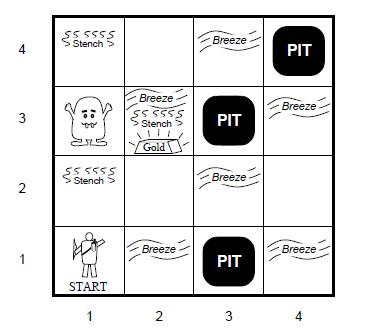 4
Stench
Breeze
PIT
3
Breeze
Stench
Gold
PIT
Breeze
2
Stench
Breeze
1
START
Breeze
PIT
Breeze
1 2 3 4